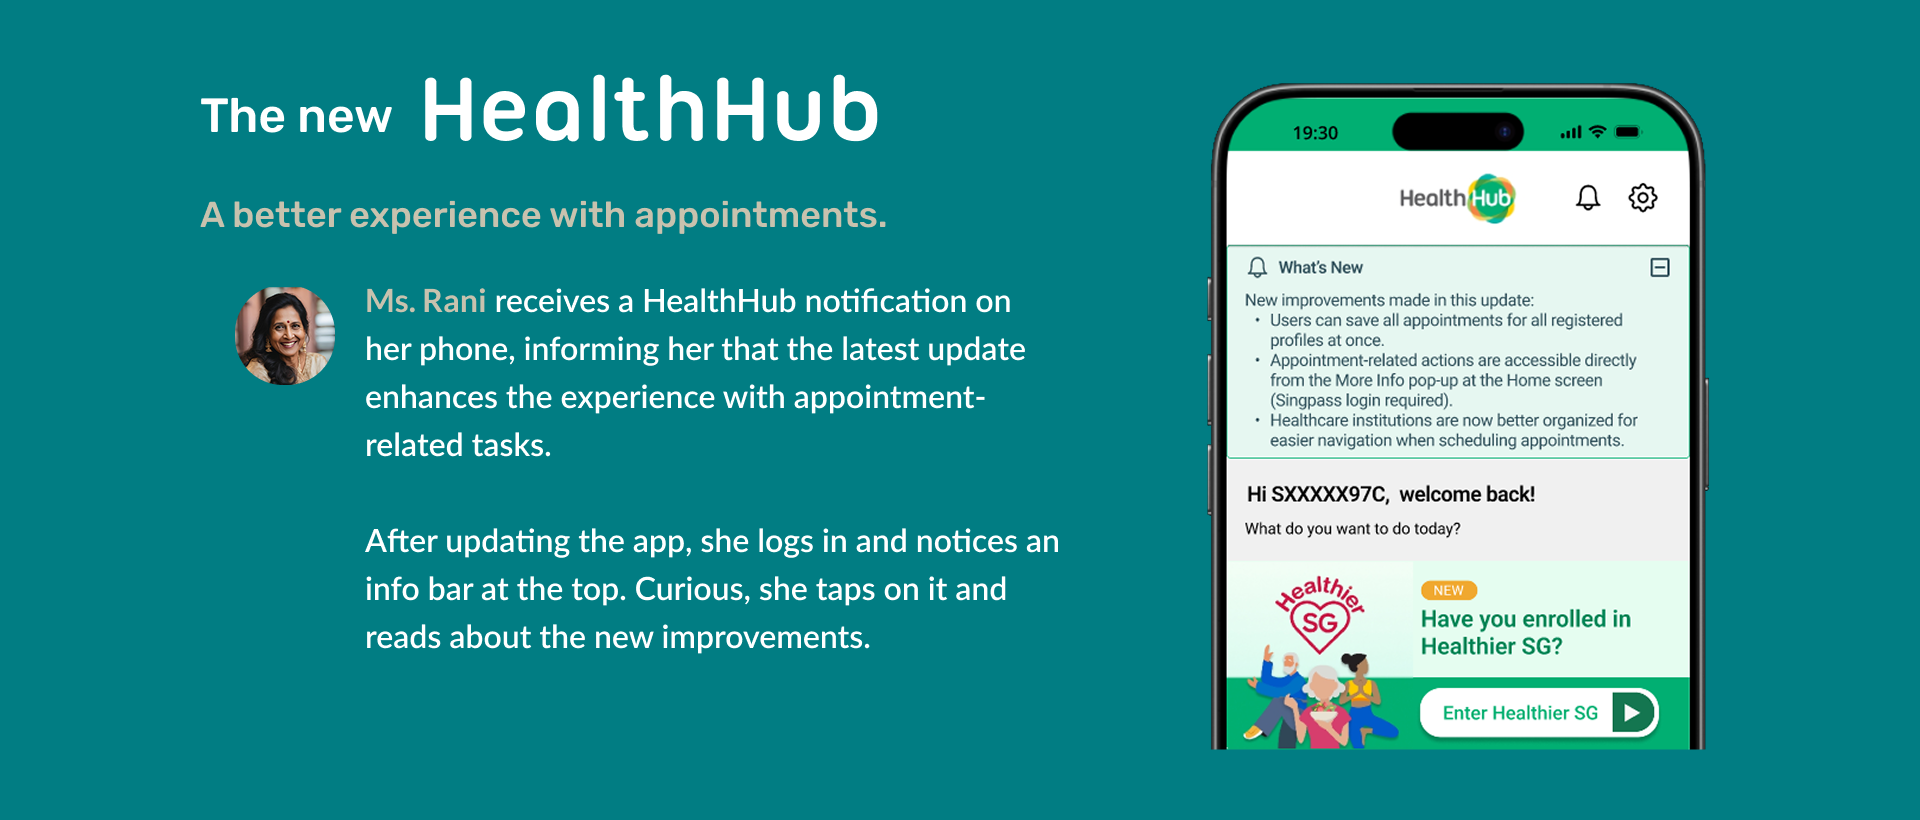 The new HealthHub
A better experience with appointments.
Ms. Rani receives a HealthHub notification on
her phone, informing her that the latest update
enhances the experience with appointment-
related tasks.
After updating the app, she logs in and notices an
info bar at the top. Curious, she taps on it and
reads about the new improvements.
19:30
HealthHub
What's New
New improvements made in this update:
• Users can save all appointments for all registered
profiles at once.
• Appointment-related actions are accessible directly
from the More Info pop-up at the Home screen
(Singpass login required).
• Healthcare institutions are now better organized for
easier navigation when scheduling appointments.
Hi SXXXXX97C, welcome back!
What do you want to do today?
Healthier
SG
NEW
Have you enrolled in
Healthier SG?
Enter Healthier SG